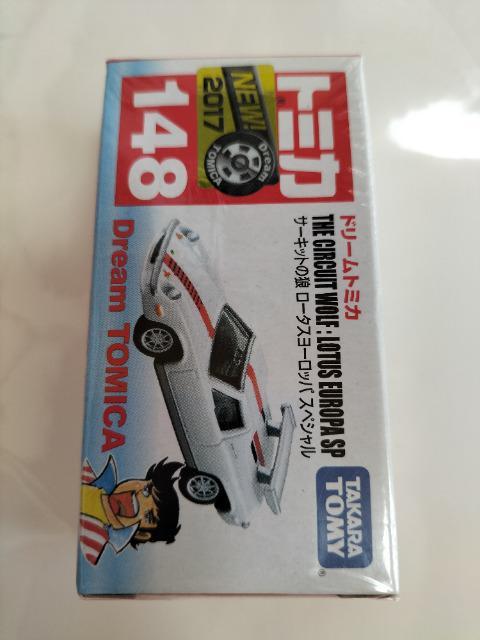 トミカ
148
NEW!
2017
Dream
TOMICA
ドリームトミカ
THE CIRCUIT WOLF: LOTUS EUROPA SP
サーキットの狼 ロータスヨーロッパ スペシャル
Dream TOMICA
TAKARA
TOMY
®